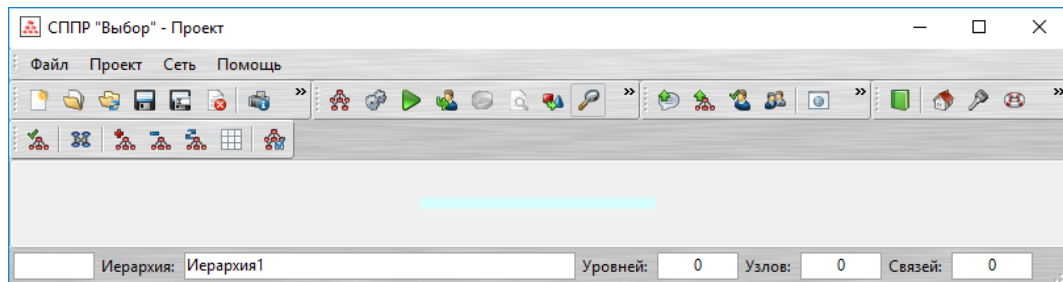 СППР "Выбор" - Проект
Файл Проект Сеть Помощь
Иерархия: Иерархия1 Уровней: 0 Узлов: 0 Связей: 0